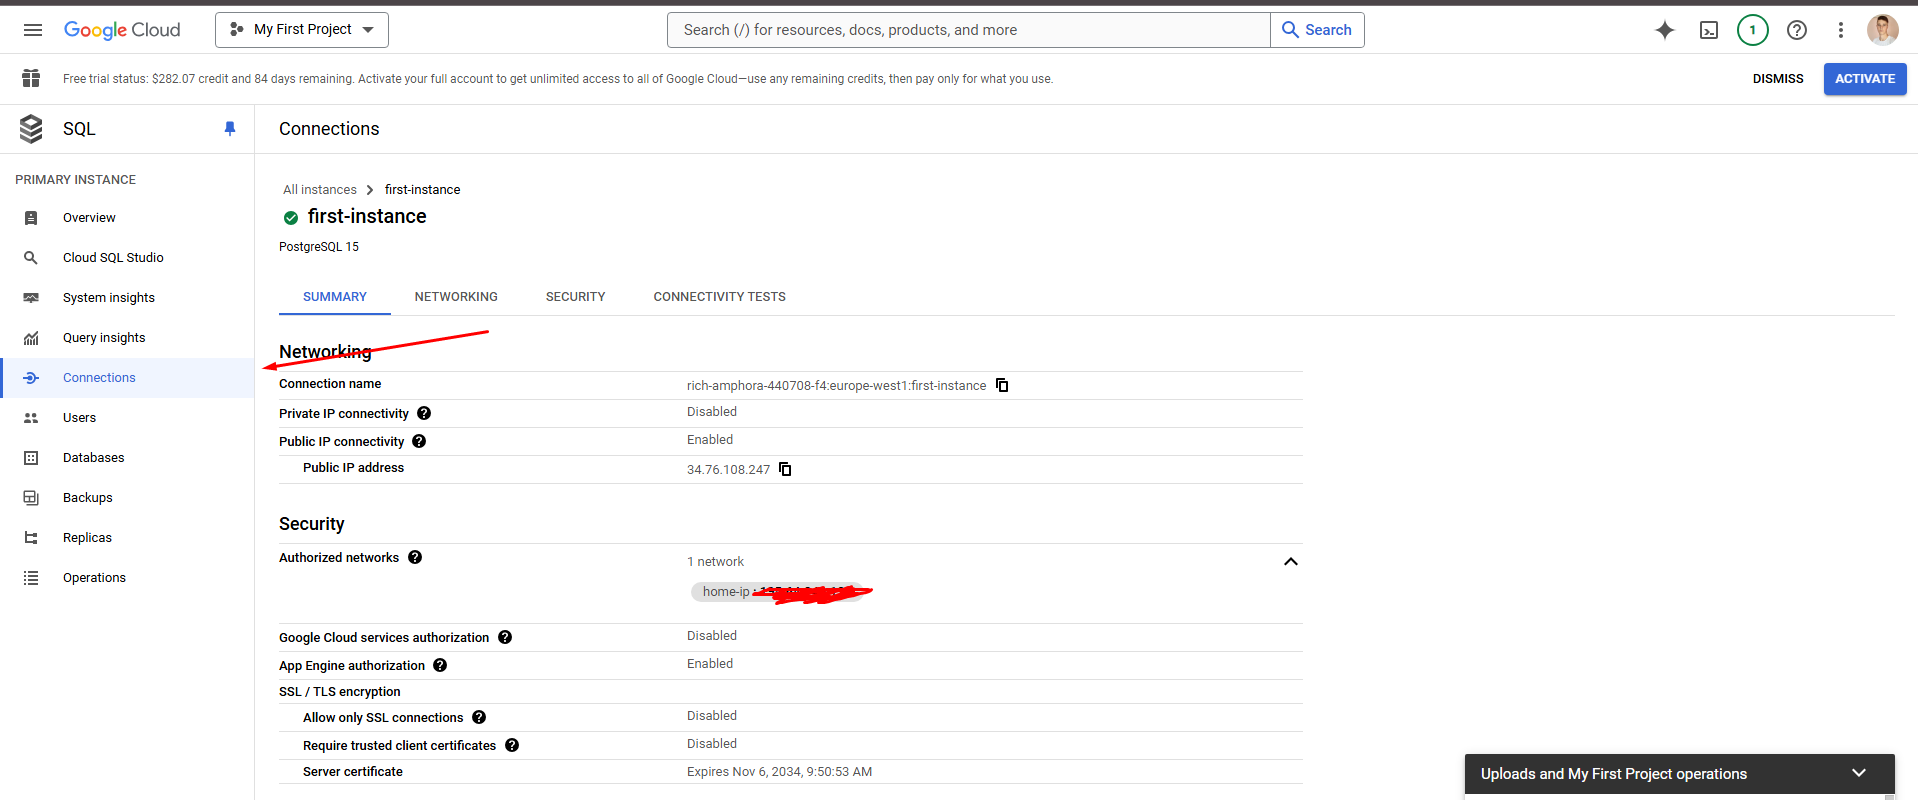 Google Cloud
My First Project
Search (/) for resources, docs, products, and more
Search
1
Free trial status: $282.07 credit and 84 days remaining. Activate your full account to get unlimited access to all of Google Cloud—use any remaining credits, then pay only for what you use.
DISMISS
ACTIVATE
SQL
Connections
PRIMARY INSTANCE
Overview
Cloud SQL Studio
System insights
Query insights
Connections
Users
Databases
Backups
Replicas
Operations
All instances > first-instance
first-instance
PostgreSQL 15
SUMMARY
NETWORKING
SECURITY
CONNECTIVITY TESTS
Networking
Connection name
rich-amphora-440708-f4:europe-west1:first-instance
Private IP connectivity
Disabled
Public IP connectivity
Enabled
Public IP address
34.76.108.247
Security
Authorized networks
1 network
home-ip :
Google Cloud services authorization
Disabled
App Engine authorization
Enabled
SSL / TLS encryption
Allow only SSL connections
Disabled
Require trusted client certificates
Disabled
Server certificate
Expires Nov 6, 2034, 9:50:53 AM
Uploads and My First Project operations